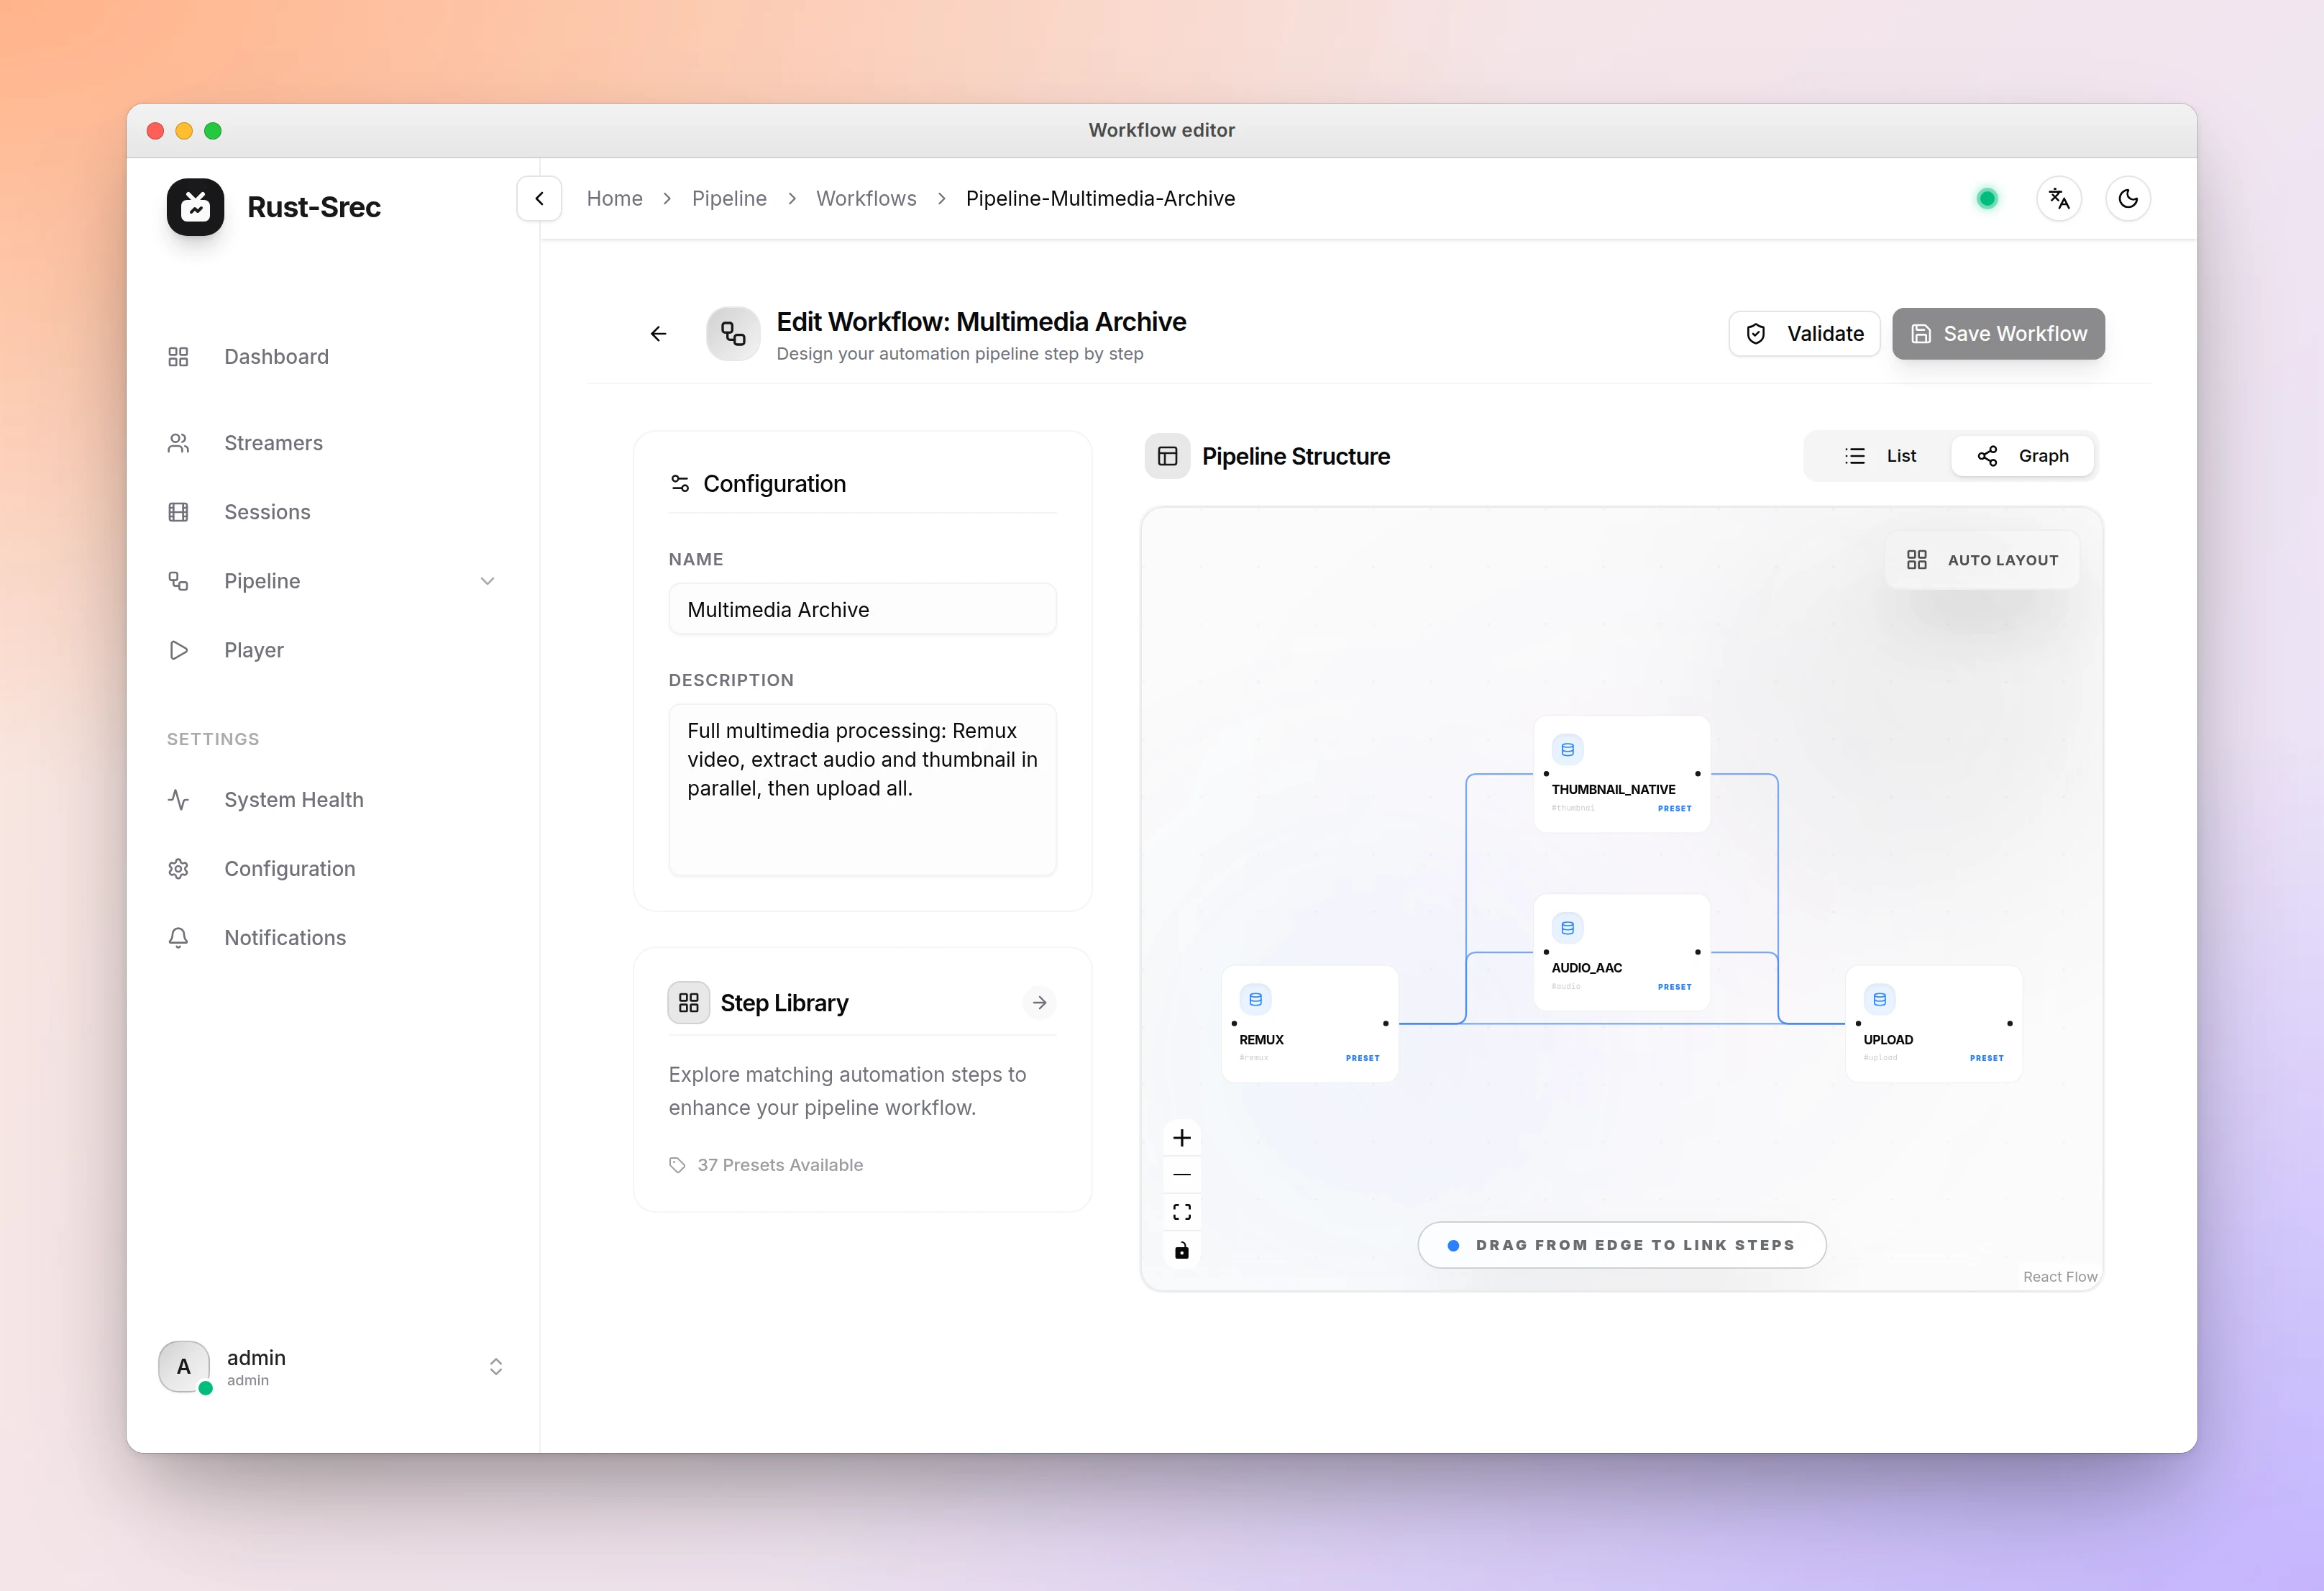 Workflow editor
Rust-Srec
Home
Pipeline
Workflows
Pipeline-Multimedia-Archive
Dashboard
Streamers
Sessions
Pipeline
Player
SETTINGS
System Health
Configuration
Notifications
A
admin
admin
Edit Workflow: Multimedia Archive
Design your automation pipeline step by step
Validate
Save Workflow
Configuration
NAME
Multimedia Archive
DESCRIPTION
Full multimedia processing: Remux
video, extract audio and thumbnail in
parallel, then upload all.
Step Library
Explore matching automation steps to
enhance your pipeline workflow.
37 Presets Available
Pipeline Structure
List
Graph
AUTO LAYOUT
THUMBNAIL_NATIVE
#thumbnai
PRESET
AUDIO_AAC
#audio
PRESET
REMUX
#remux
PRESET
UPLOAD
#upload
PRESET
DRAG FROM EDGE TO LINK STEPS
React Flow